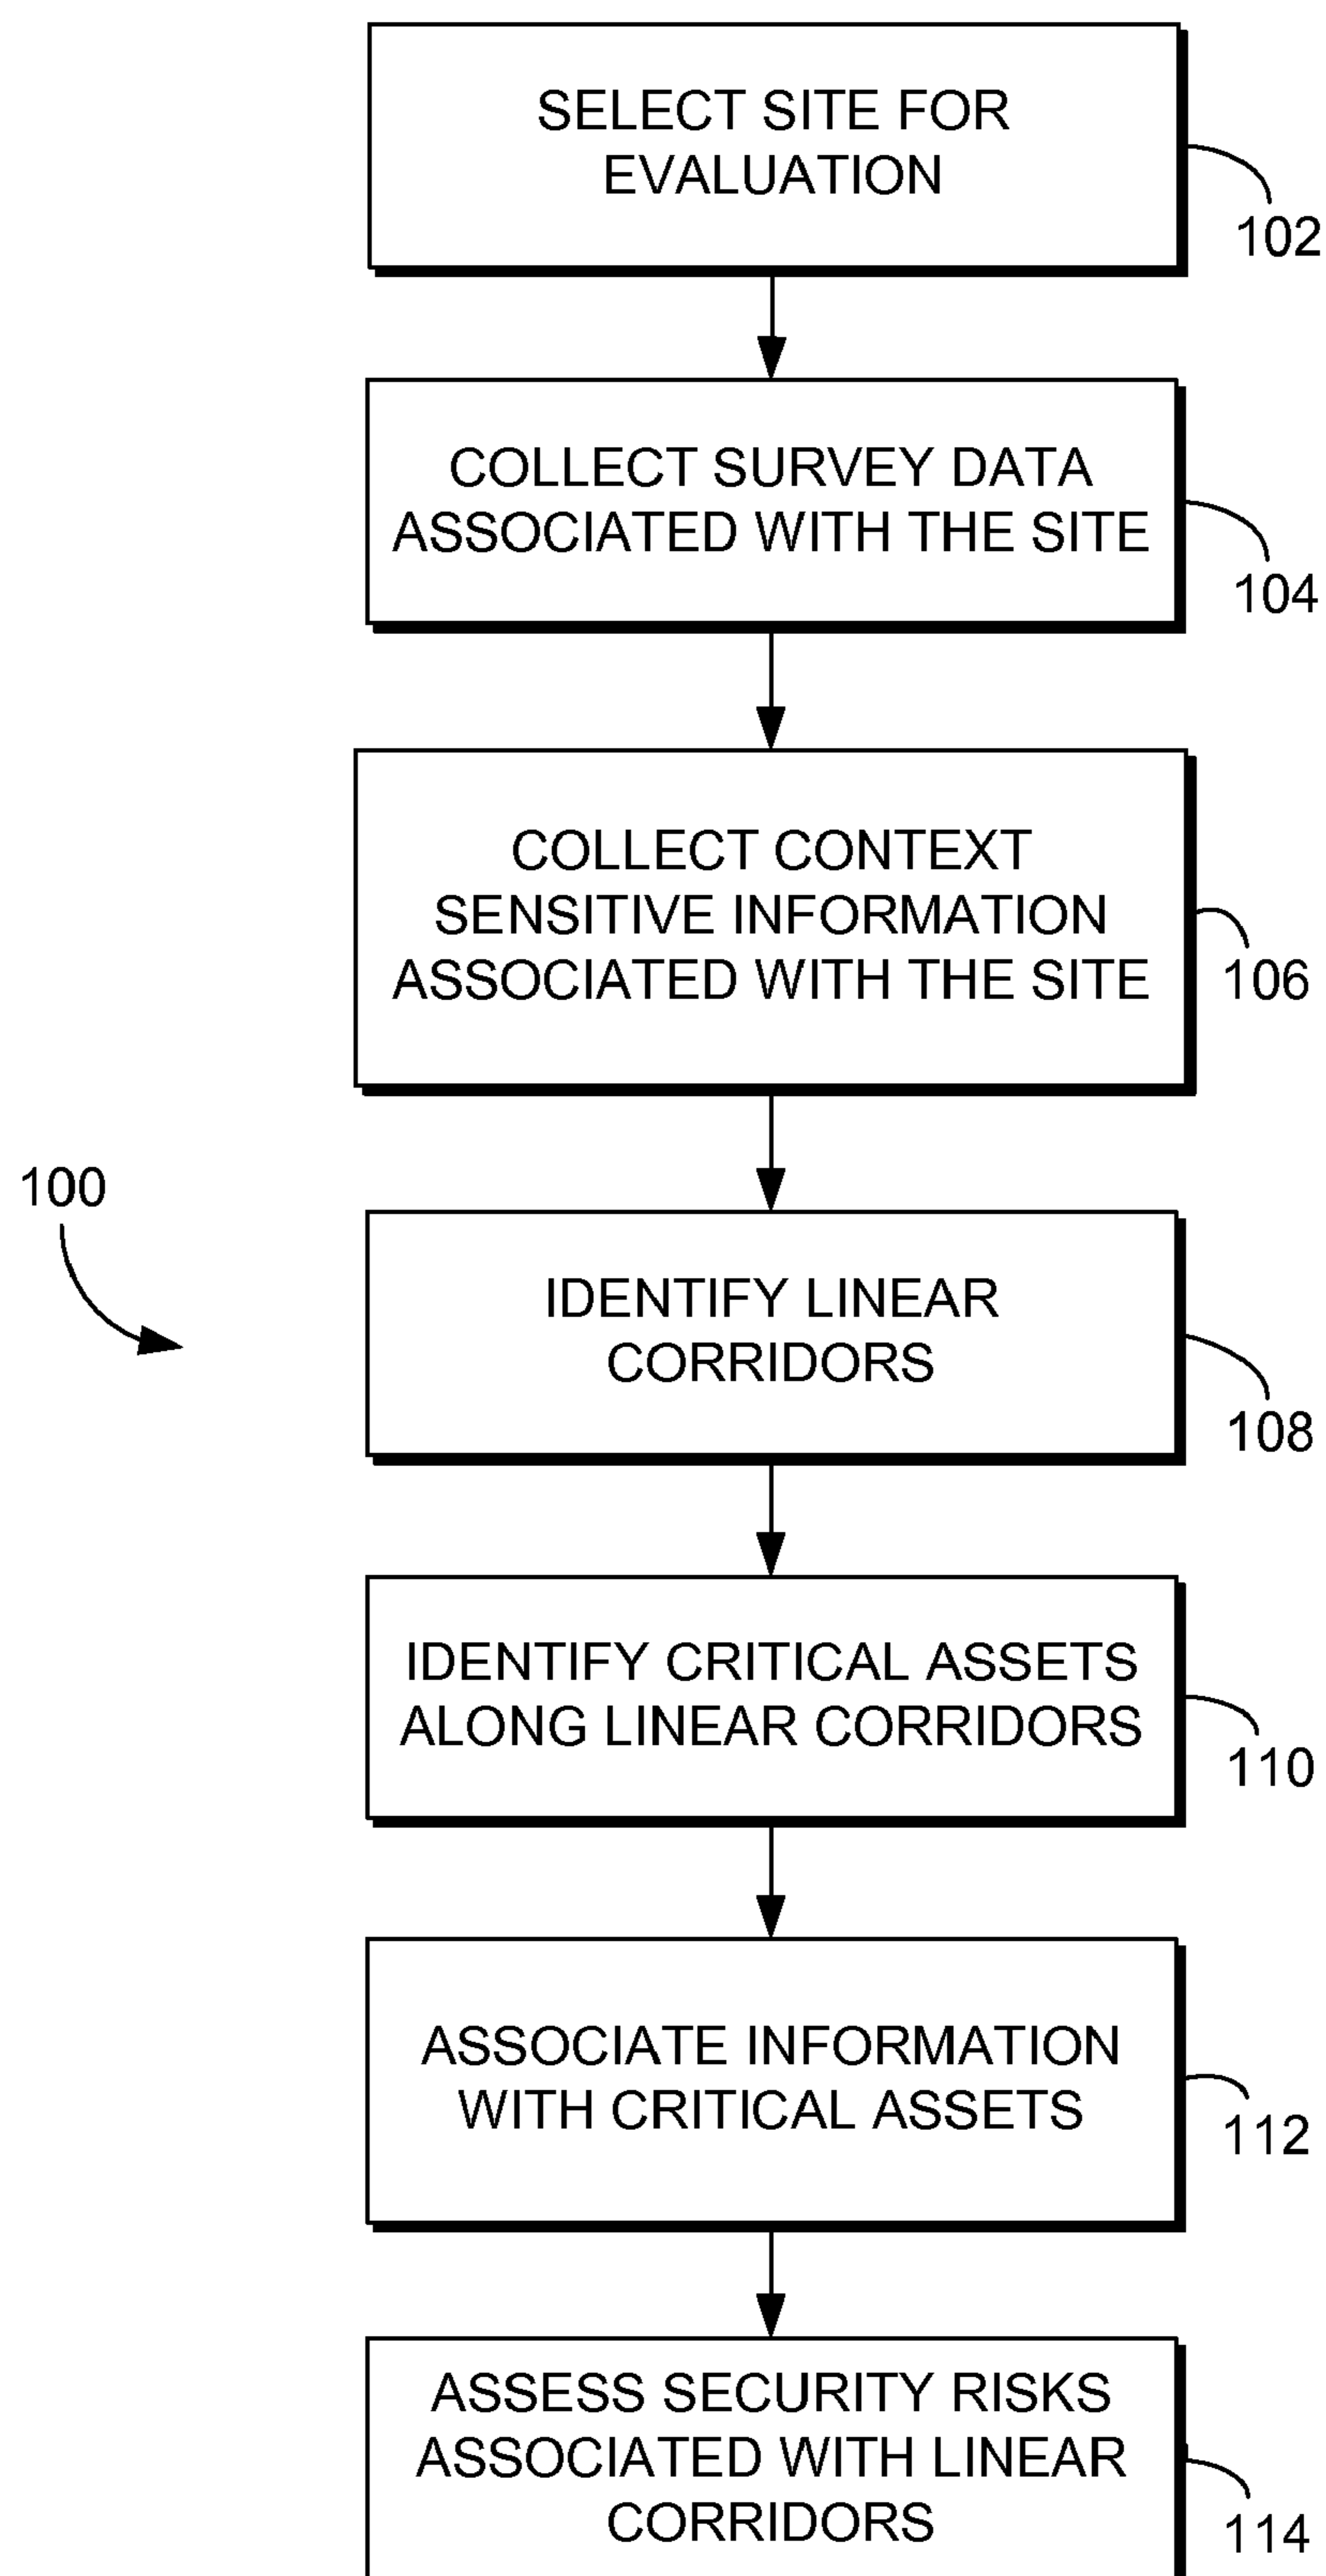 SELECT SITE FOR
EVALUATION
102
COLLECT SURVEY DATA
ASSOCIATED WITH THE SITE
104
COLLECT CONTEXT
SENSITIVE INFORMATION
ASSOCIATED WITH THE SITE
106
100
IDENTIFY LINEAR
CORRIDORS
108
IDENTIFY CRITICAL ASSETS
ALONG LINEAR CORRIDORS
110
ASSOCIATE INFORMATION
WITH CRITICAL ASSETS
112
ASSESS SECURITY RISKS
ASSOCIATED WITH LINEAR
CORRIDORS
114